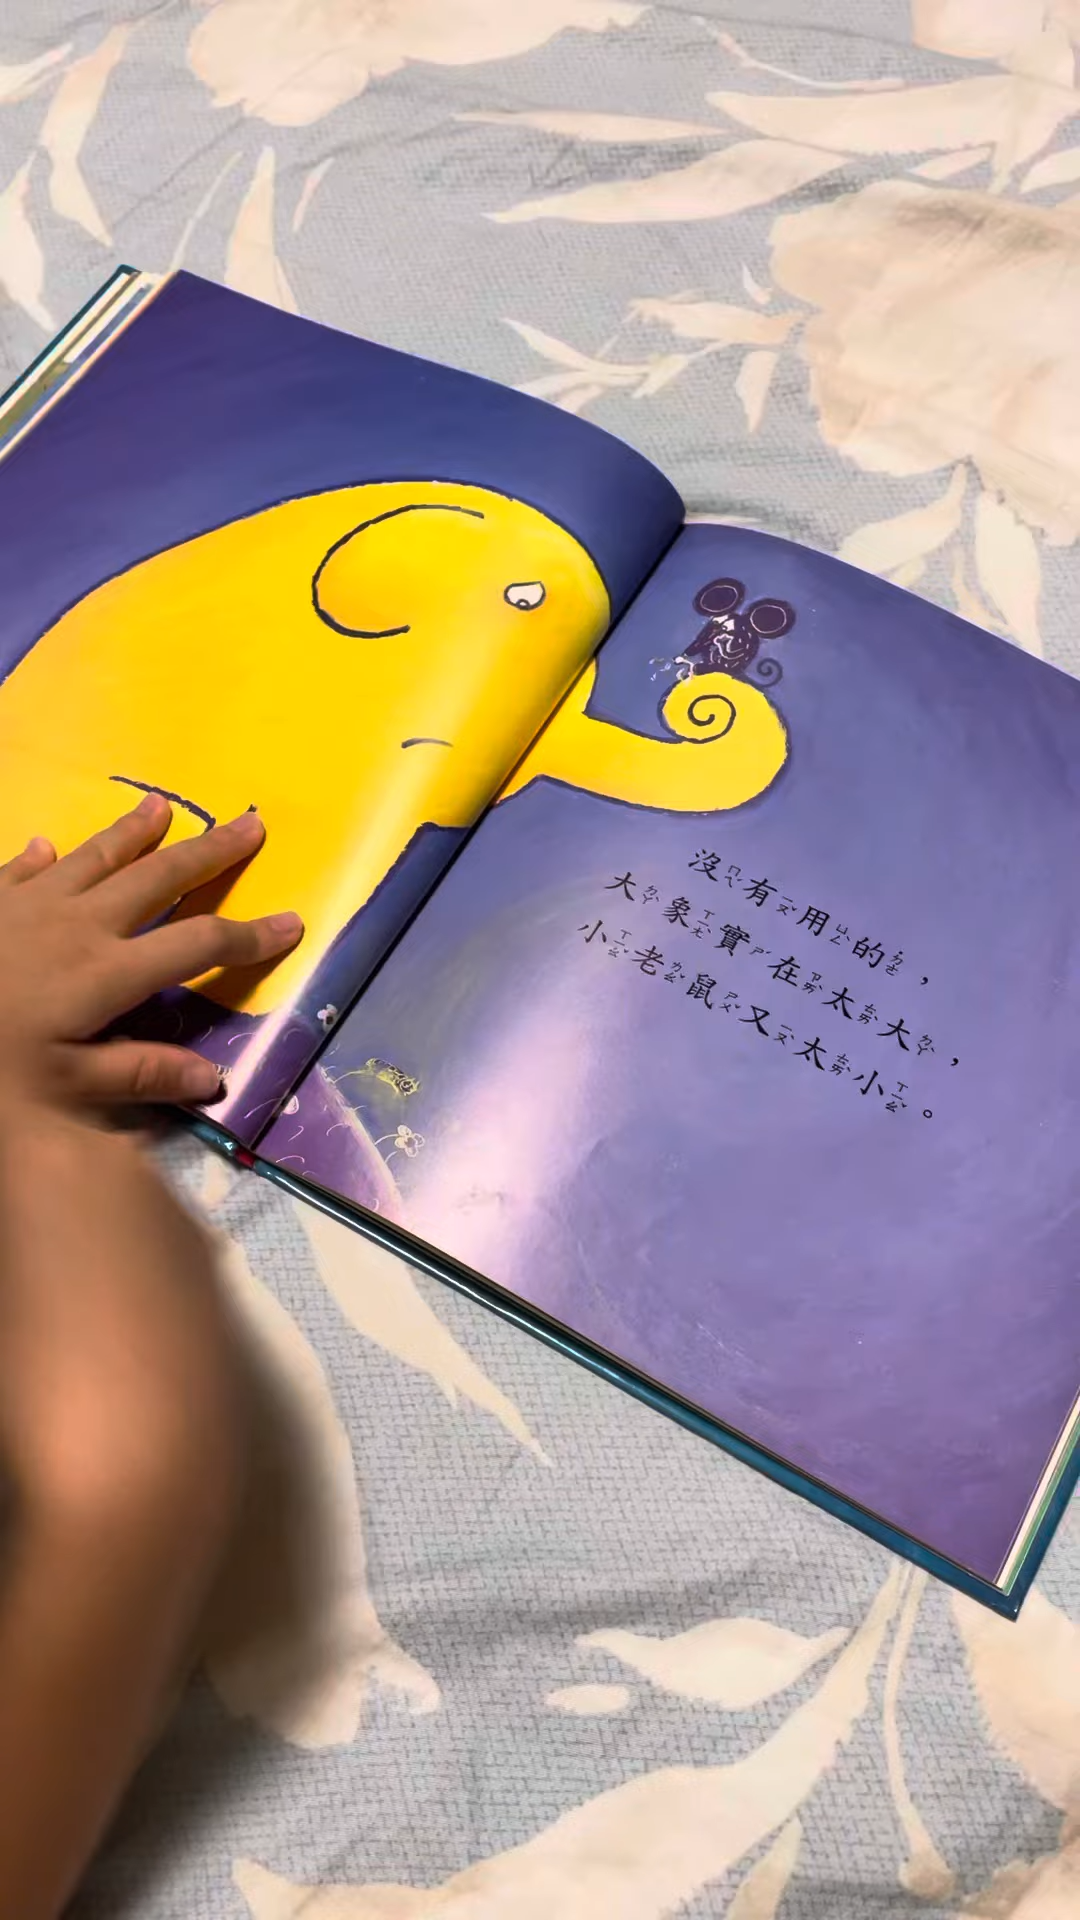 沒有用的，
大象實在太大，
小老鼠又太小。